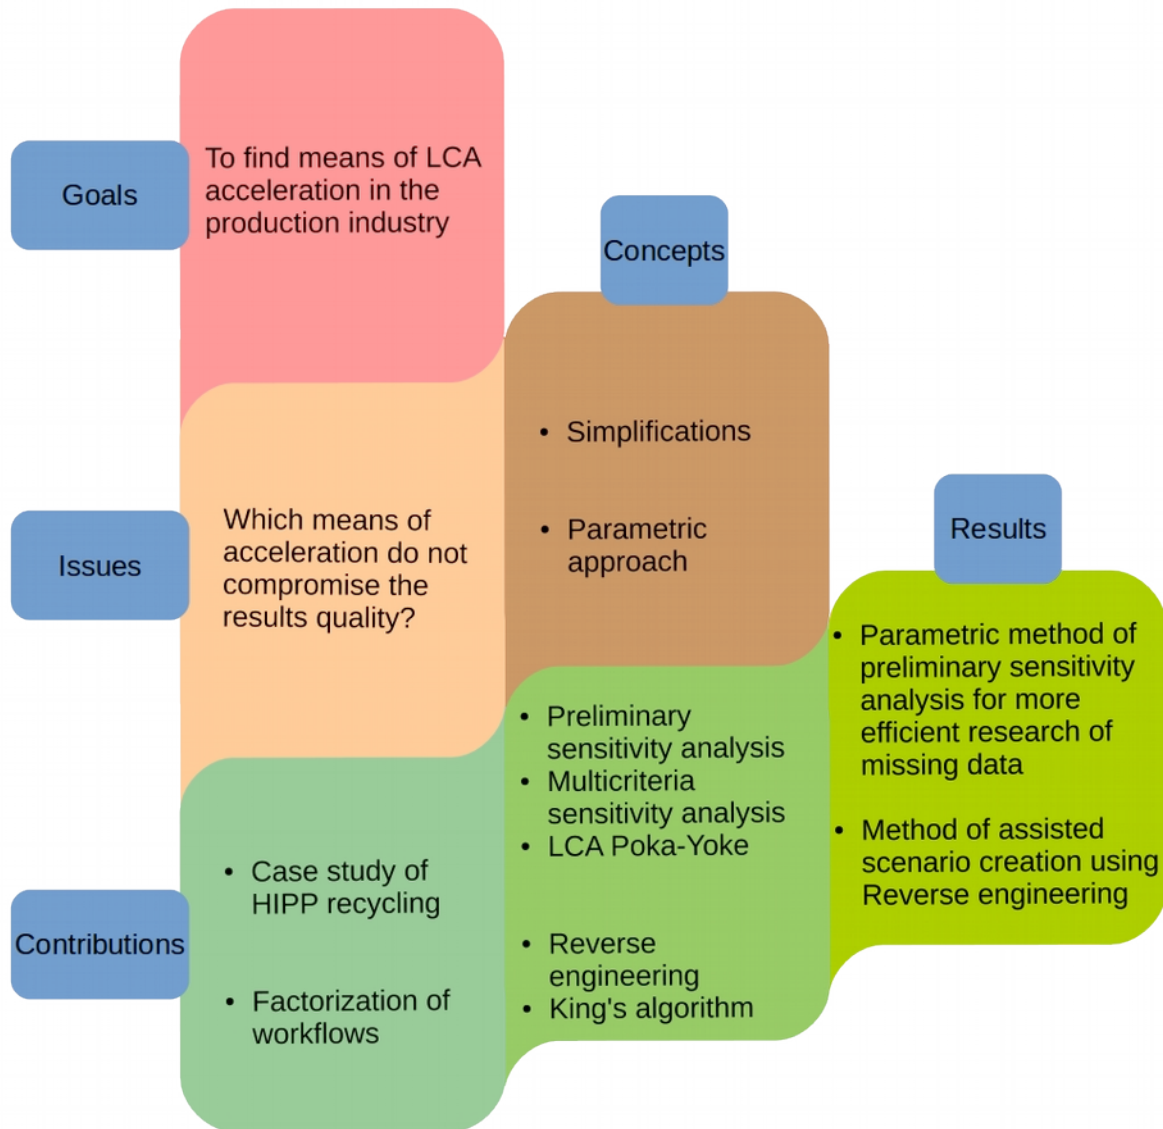 Goals
To find means of LCA
acceleration in the
production industry
Issues
Which means of
acceleration do not
compromise the
results quality?
Contributions
• Case study of
HIPP recycling
• Factorization of
workflows
Concepts
• Simplifications
• Parametric
approach
• Preliminary
sensitivity analysis
• Multicriteria
sensitivity analysis
• LCA Poka-Yoke
• Reverse
engineering
• King's algorithm
Results
• Parametric method of
preliminary sensitivity
analysis for more
efficient research of
missing data
• Method of assisted
scenario creation using
Reverse engineering